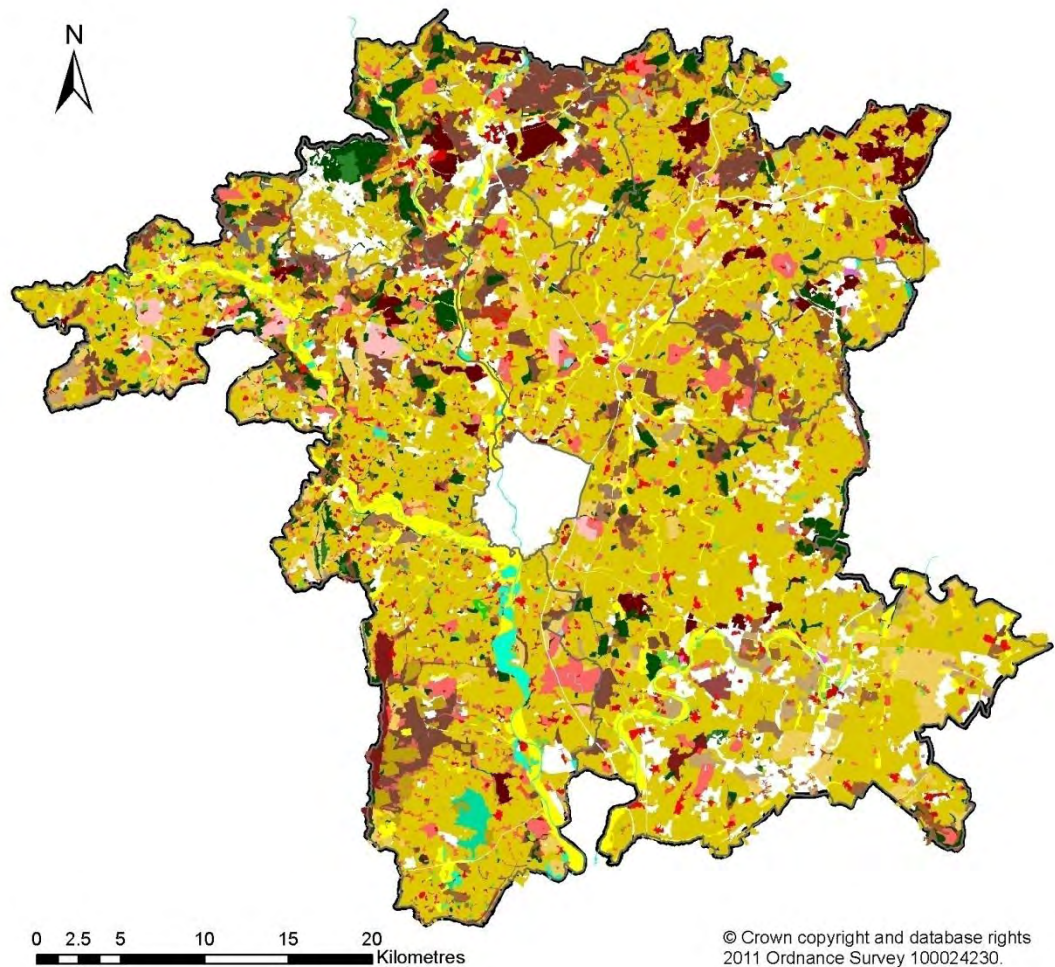 N
0 2.5 5 10 15 20
Kilometres
© Crown copyright and database rights
2011 Ordnance Survey 100024230.